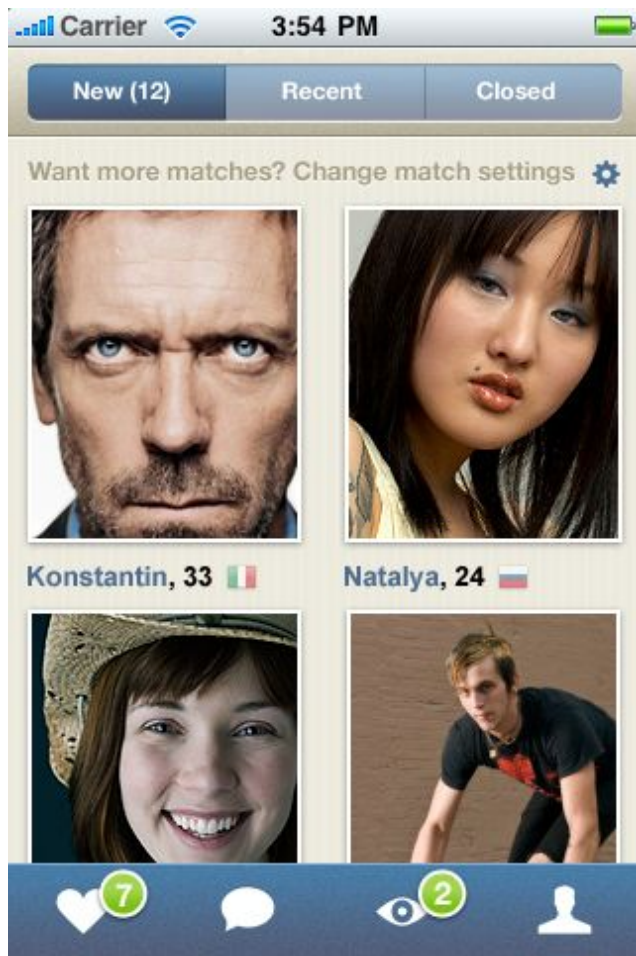 Carrier 3:54 PM
New (12) Recent Closed
Want more matches? Change match settings
Konstantin, 33 Natalya, 24
7 2